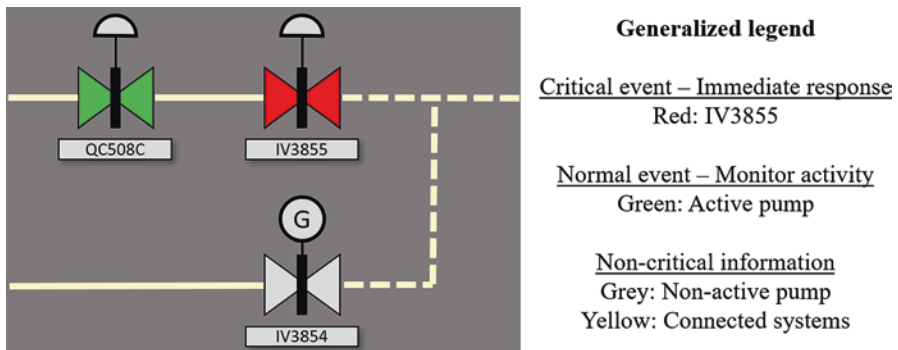 QC508C
IV3855
G
IV3854
Generalized legend
Critical event – Immediate response
Red: IV3855
Normal event – Monitor activity
Green: Active pump
Non-critical information
Grey: Non-active pump
Yellow: Connected systems